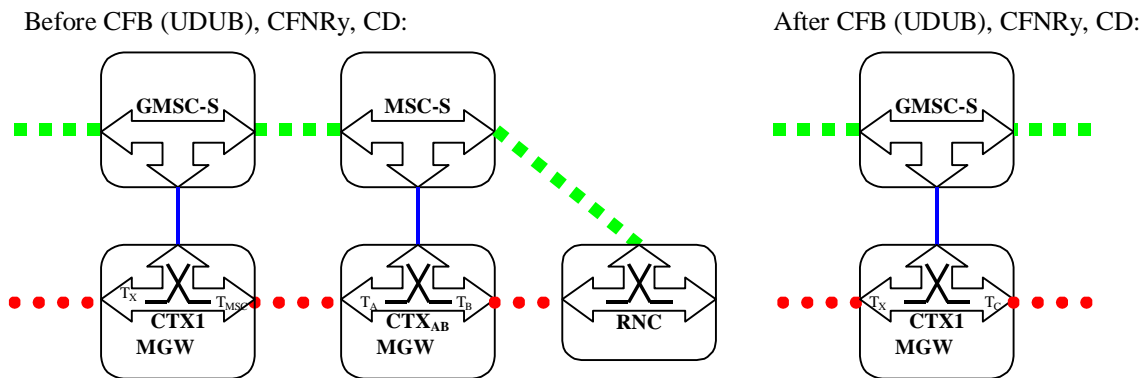 Before CFB (UDUB), CFNRy, CD:
After CFB (UDUB), CFNRy, CD:
GMSC-S
MSC-S
GMSC-S
TX
TMSC
CTX1
MGW
TA
TB
CTXAB
MGW
RNC
TX
TC
CTX1
MGW